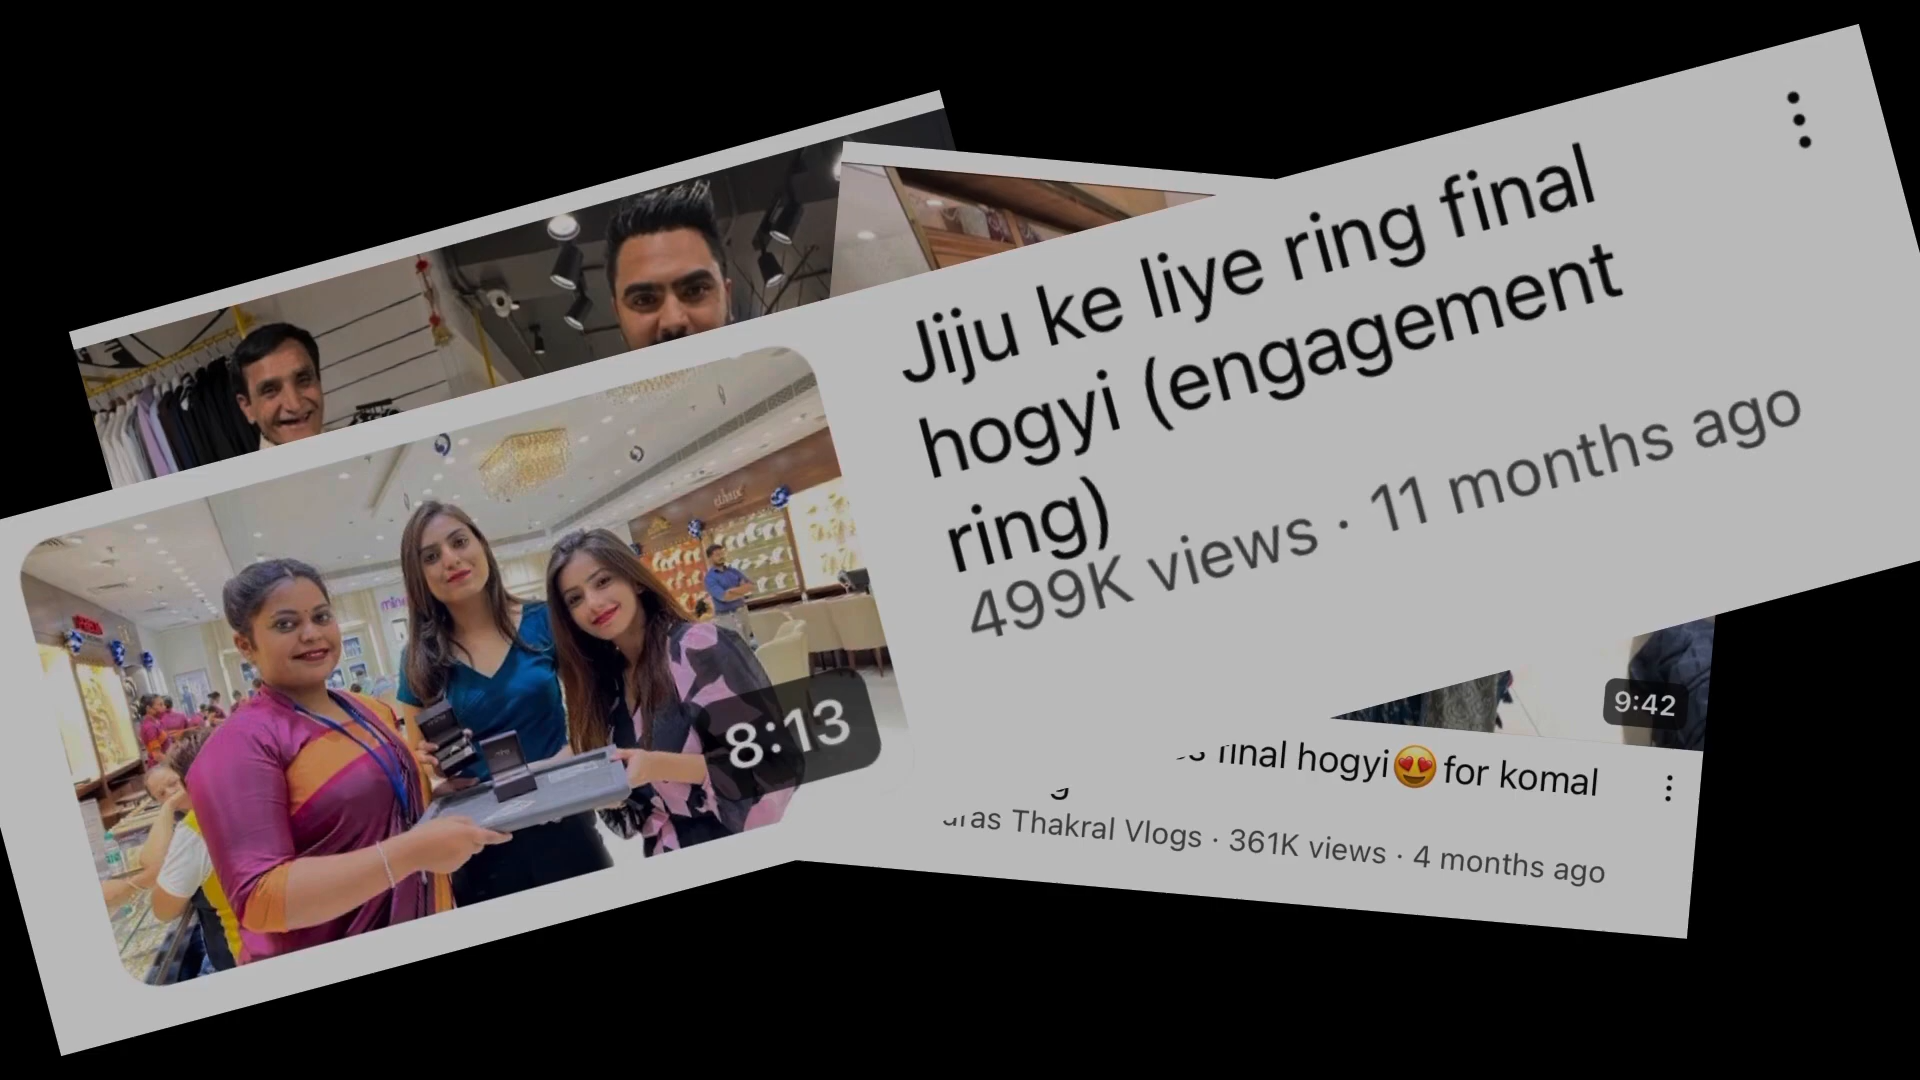 Jiju ke liye ring final
hogyi (engagement
ring)
499K views · 11 months ago
8:13
9:42
final hogyi😍for komal
Thakral Vlogs · 361K views · 4 months ago